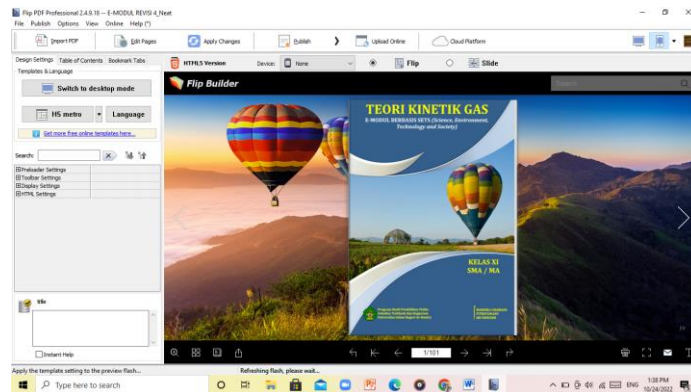 Flip PDF Professional 2.4.9.18 -- E-MODUL REVISI 4_Next
File Publish Options View Online Help(*)
Import PDF Edit Pages Apply Changes Publish Upload Online Cloud Platform
Design Settings Table of Contents Bookmark Tabs
HTML5 Version Device: None Flip Slide
Templates & Language
Switch to desktop mode
H5 metro Language
Get more free online templates here...
Search:
Preloader Settings
Toolbar Settings
Display Settings
HTML Settings
title
Instant Help
Flip Builder
Search
TEORI KINETIK GAS
E-MODUL BERBASIS SETS (Science, Environment,
Technology and Society)
KELAS XI
SMA / MA
1/101
Apply the template setting to the preview flash... Refreshing flash, please wait...
Type here to search
ENG
1:38 PM
10/24/2022